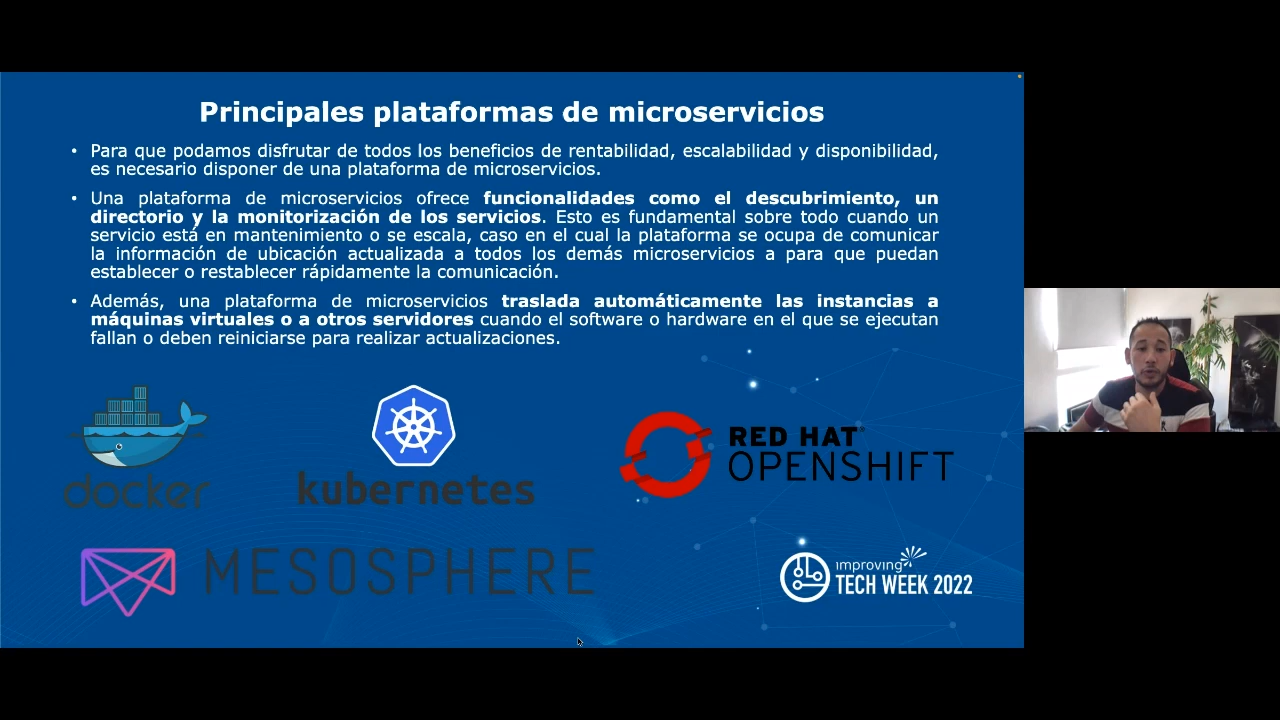 Principales plataformas de microservicios
• Para que podamos disfrutar de todos los beneficios de rentabilidad, escalabilidad y disponibilidad,
es necesario disponer de una plataforma de microservicios.
• Una plataforma de microservicios ofrece funcionalidades como el descubrimiento, un
directorio y la monitorización de los servicios. Esto es fundamental sobre todo cuando un
servicio está en mantenimiento o se escala, caso en el cual la plataforma se ocupa de comunicar
la información de ubicación actualizada a todos los demás microservicios a para que puedan
establecer o restablecer rápidamente la comunicación.
• Además, una plataforma de microservicios traslada automáticamente las instancias a
máquinas virtuales o a otros servidores cuando el software o hardware en el que se ejecutan
fallan o deben reiniciarse para realizar actualizaciones.
docker
kubernetes
RED HAT
OPENSHIFT
MESOSPHERE
improving
TECH WEEK 2022